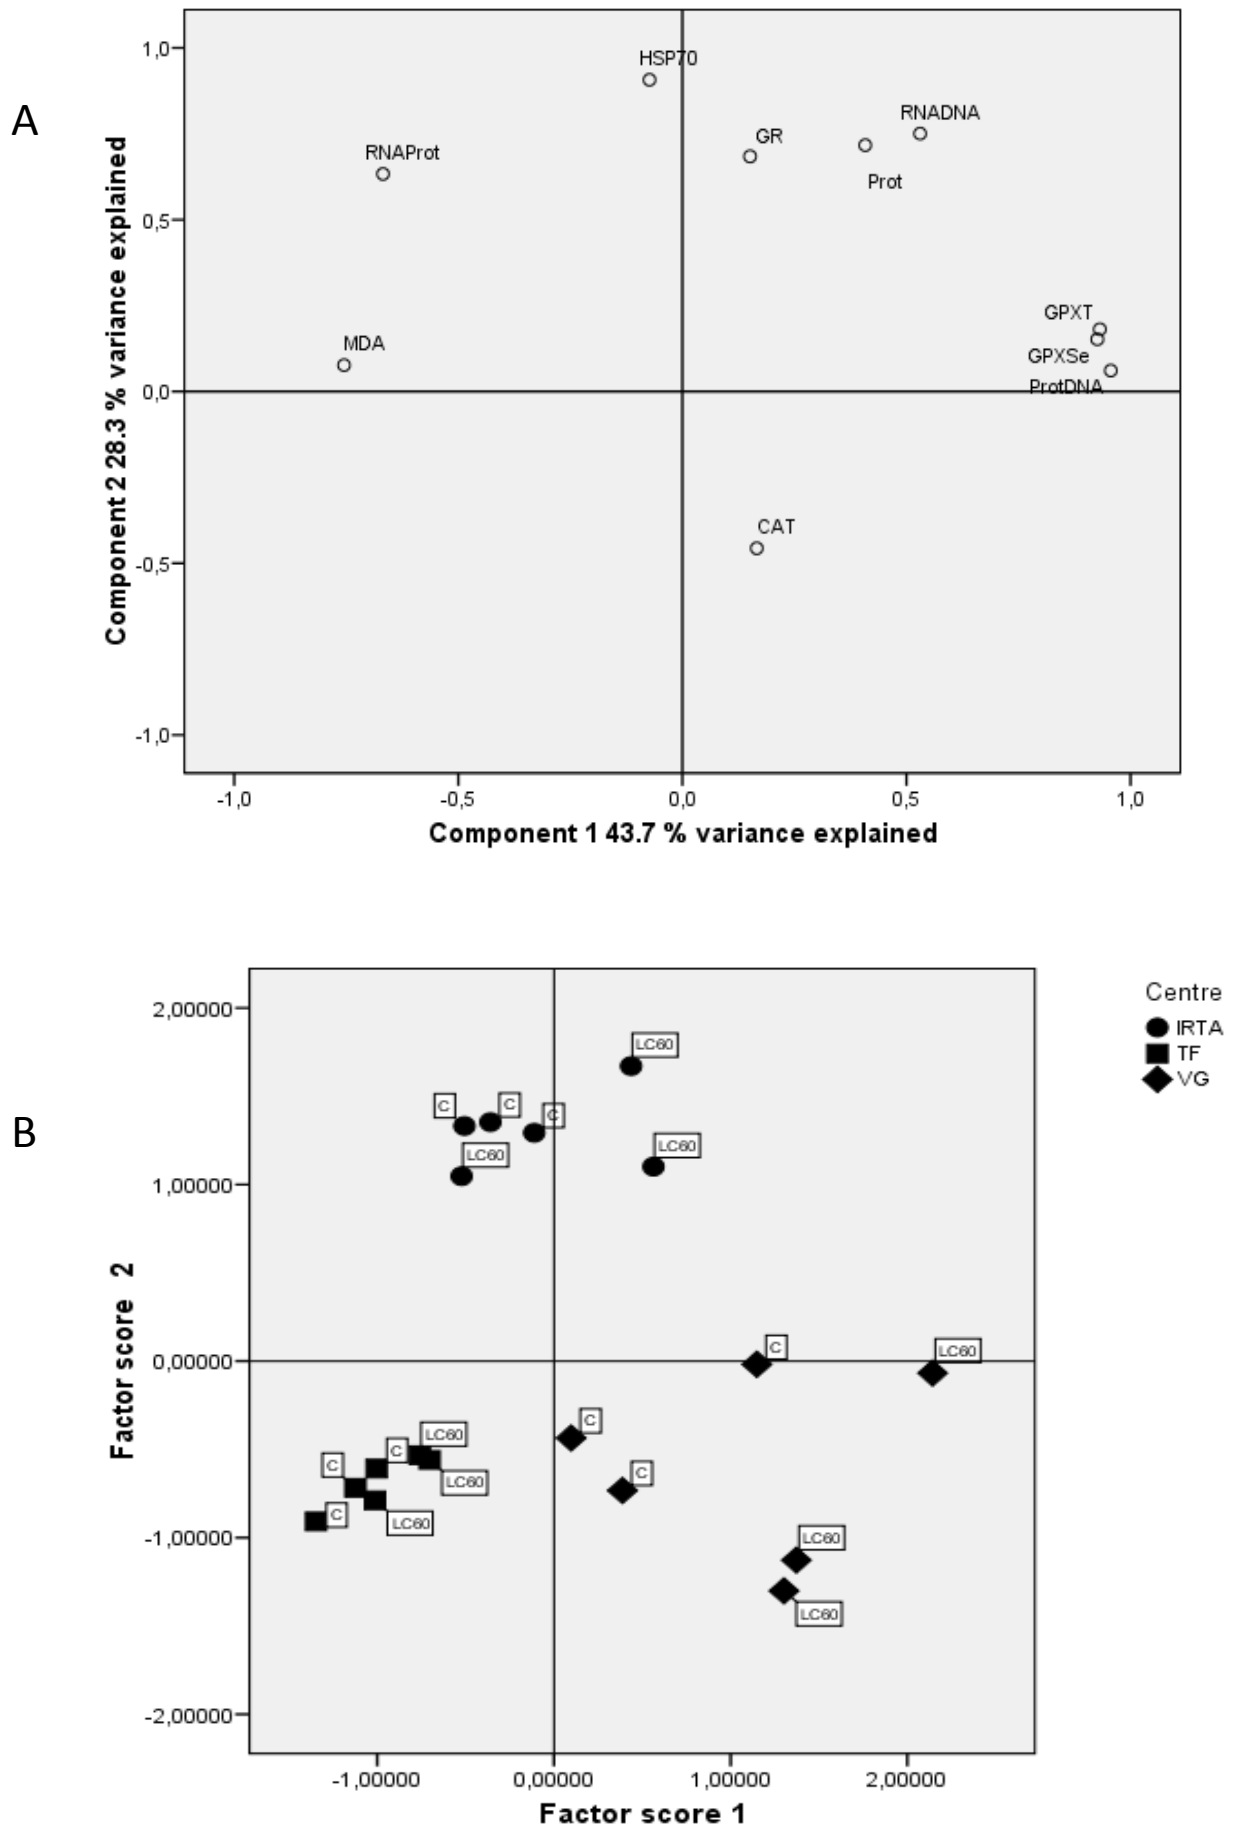 A
1,0
0,5
0,0
-0,5
-1,0
Component 2 28.3 % variance explained
HSP70
RNADNA
GR
RNAProt
Prot
GPXT
MDA
GPXSe
ProtDNA
CAT
-1,0 -0,5 0,0 0,5 1,0
Component 1 43.7 % variance explained
B
2,00000
1,00000
0,00000
-1,00000
-2,00000
Factor score 2
Centre
IRTA
TF
VG
LC60
C C C
LC60 LC60
C LC60
C
LC60
C
C C
LC60
C LC60
LC60
LC60
-1,00000 0,00000 1,00000 2,00000
Factor score 1